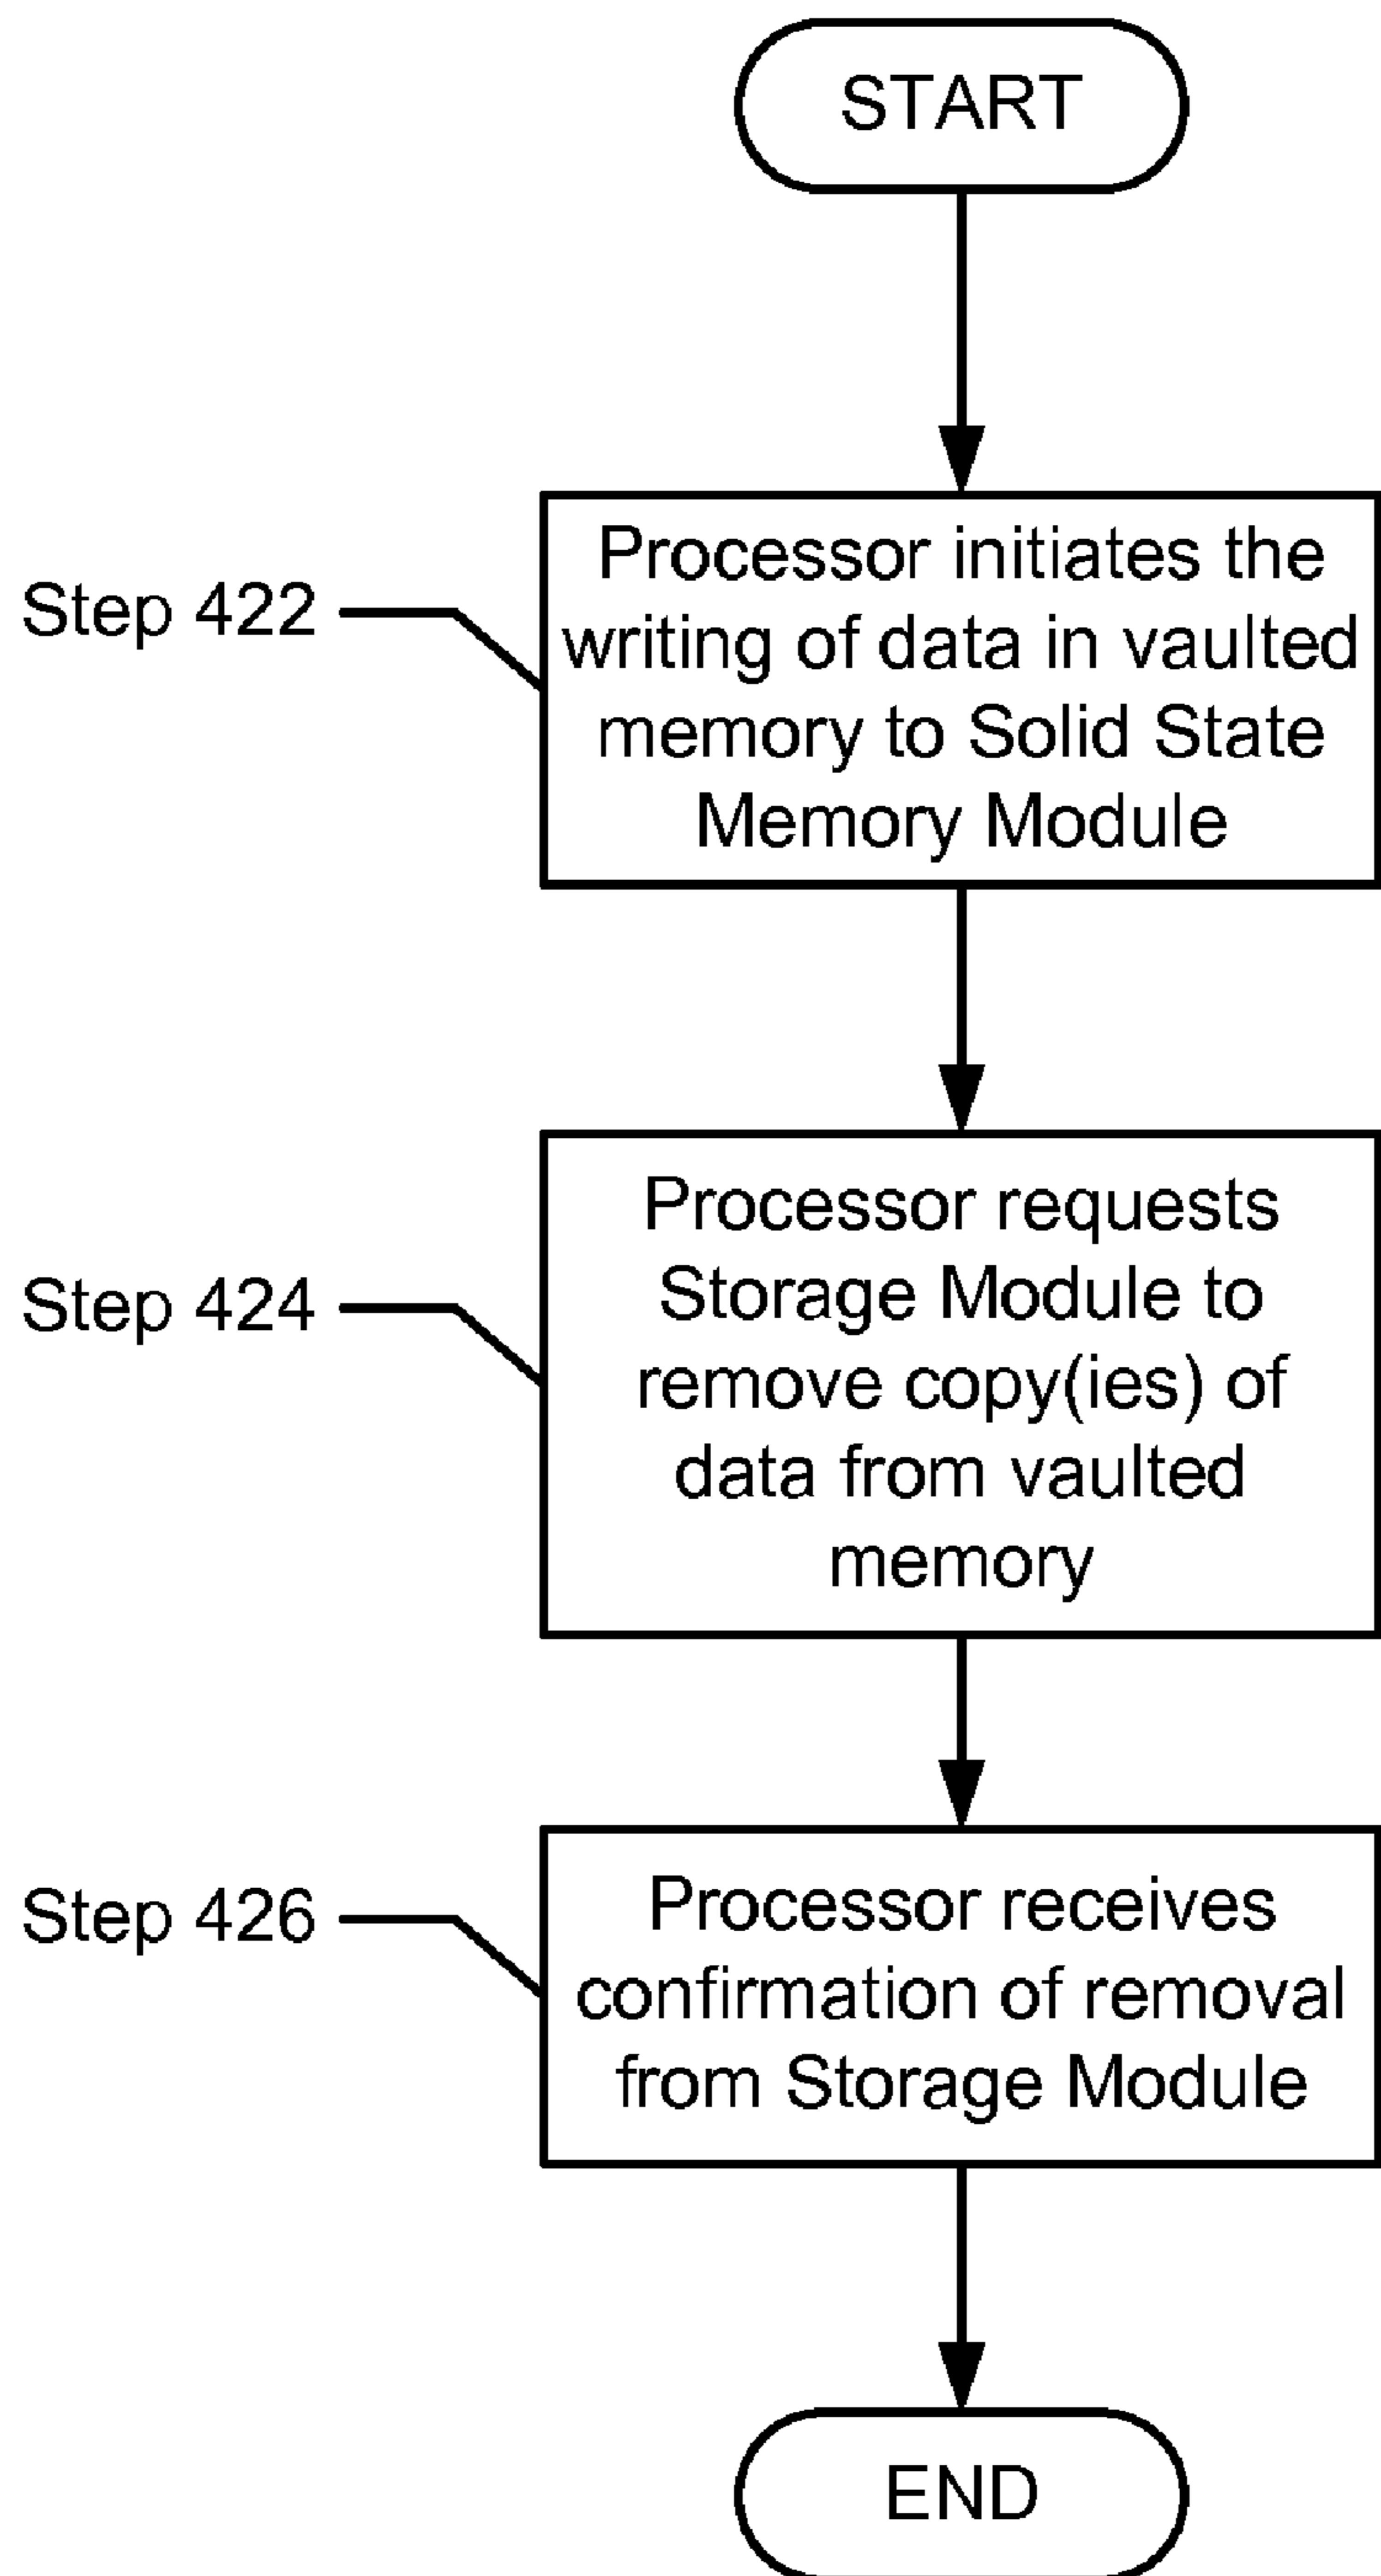 START
Step 422
Processor initiates the
writing of data in vaulted
memory to Solid State
Memory Module
Step 424
Processor requests
Storage Module to
remove copy(ies) of
data from vaulted
memory
Step 426
Processor receives
confirmation of removal
from Storage Module
END